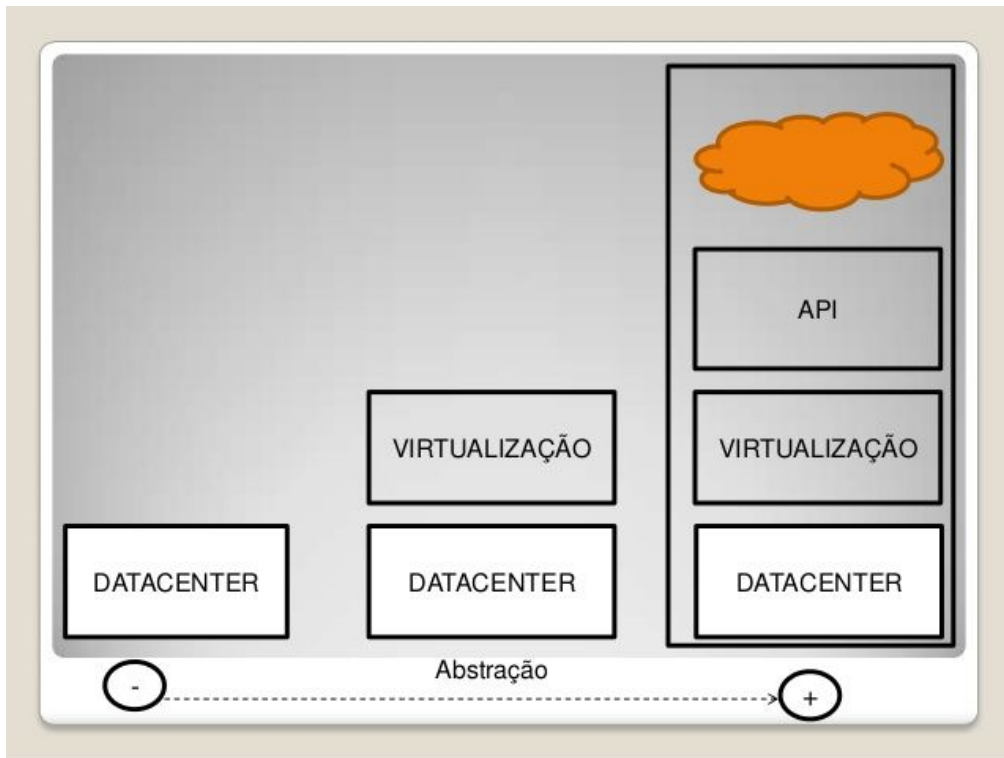 API
VIRTUALIZAÇÃO
VIRTUALIZAÇÃO
DATACENTER
DATACENTER
DATACENTER
Abstração
-
+